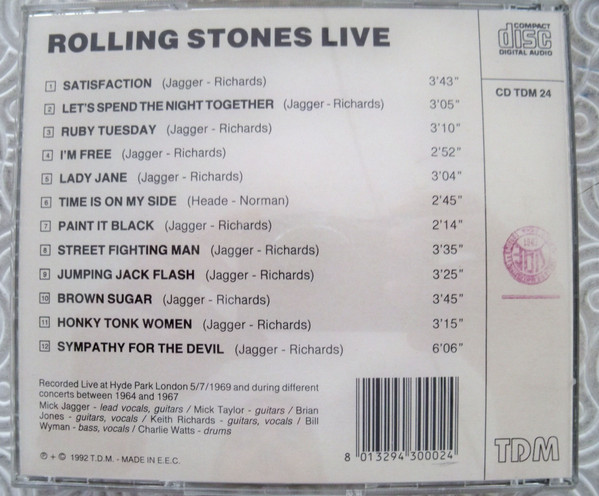 ROLLING STONES LIVE
COMPACT
disc
DIGITAL AUDIO
CD TDM 24
1 SATISFACTION (Jagger - Richards) 3'43"
2 LET'S SPEND THE NIGHT TOGETHER (Jagger - Richards) 3'05"
3 RUBY TUESDAY (Jagger - Richards) 3'10"
4 I'M FREE (Jagger - Richards) 2'52"
5 LADY JANE (Jagger - Richards) 3'04"
6 TIME IS ON MY SIDE (Heade - Norman) 2'45"
7 PAINT IT BLACK (Jagger - Richards) 2'14"
8 STREET FIGHTING MAN (Jagger - Richards) 3'35"
9 JUMPING JACK FLASH (Jagger - Richards) 3'25"
10 BROWN SUGAR (Jagger - Richards) 3'45"
11 HONKY TONK WOMEN (Jagger - Richards) 3'15"
12 SYMPATHY FOR THE DEVIL (Jagger - Richards) 6'06"
Recorded Live at Hyde Park London 5/7/1969 and during different
concerts between 1964 and 1967
Mick Jagger - lead vocals, guitars / Mick Taylor - guitars / Brian
Jones - guitars, vocals / Keith Richards - guitars, vocals / Bill
Wyman - bass, vocals / Charlie Watts - drums
℗ + © 1992 T.D.M. - MADE IN E.E.C.
8 013294 300024
TDM